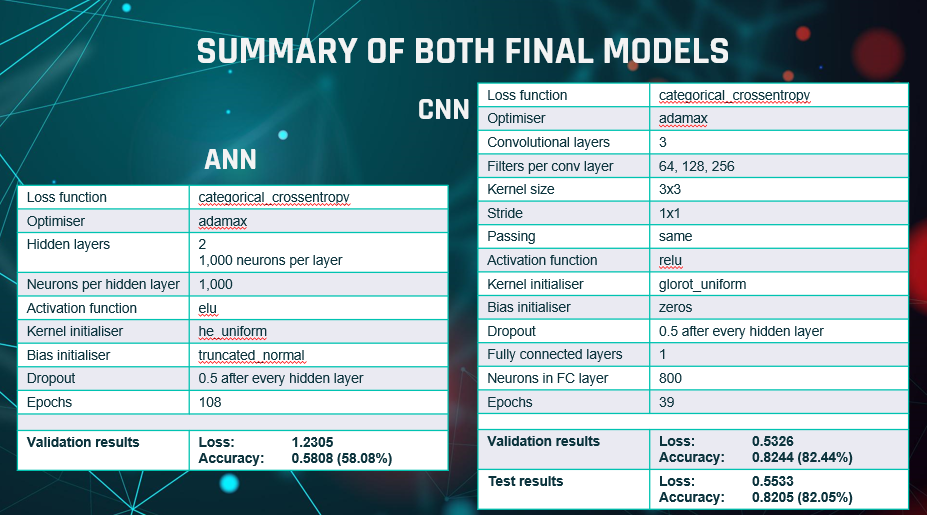 SUMMARY OF BOTH FINAL MODELS
ANN
Loss function categorical_crossentropy
Optimiser adamax
Hidden layers 2
1,000 neurons per layer
Neurons per hidden layer 1,000
Activation function elu
Kernel initialiser he_uniform
Bias initialiser truncated_normal
Dropout 0.5 after every hidden layer
Epochs 108
Validation results Loss: 1.2305
Accuracy: 0.5808 (58.08%)
CNN
Loss function categorical_crossentropy
Optimiser adamax
Convolutional layers 3
Filters per conv layer 64, 128, 256
Kernel size 3x3
Stride 1x1
Passing same
Activation function relu
Kernel initialiser glorot_uniform
Bias initialiser zeros
Dropout 0.5 after every hidden layer
Fully connected layers 1
Neurons in FC layer 800
Epochs 39
Validation results Loss: 0.5326
Accuracy: 0.8244 (82.44%)
Test results Loss: 0.5533
Accuracy: 0.8205 (82.05%)